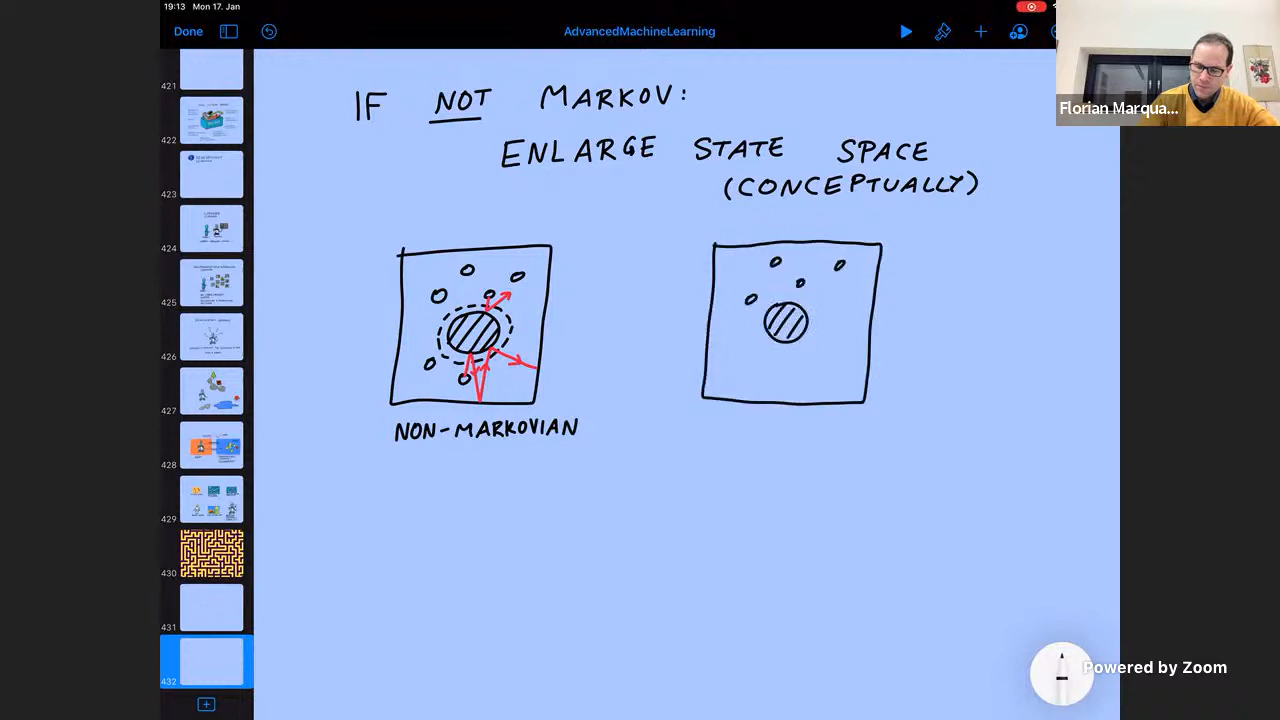 19:13 Mon 17. Jan
Done
AdvancedMachineLearning
Florian Marqua...
IF NOT MARKOV:
ENLARGE STATE SPACE
(CONCEPTUALLY)
NON-MARKOVIAN
421
422
423
424
425
426
427
428
429
430
431
432
Powered by Zoom